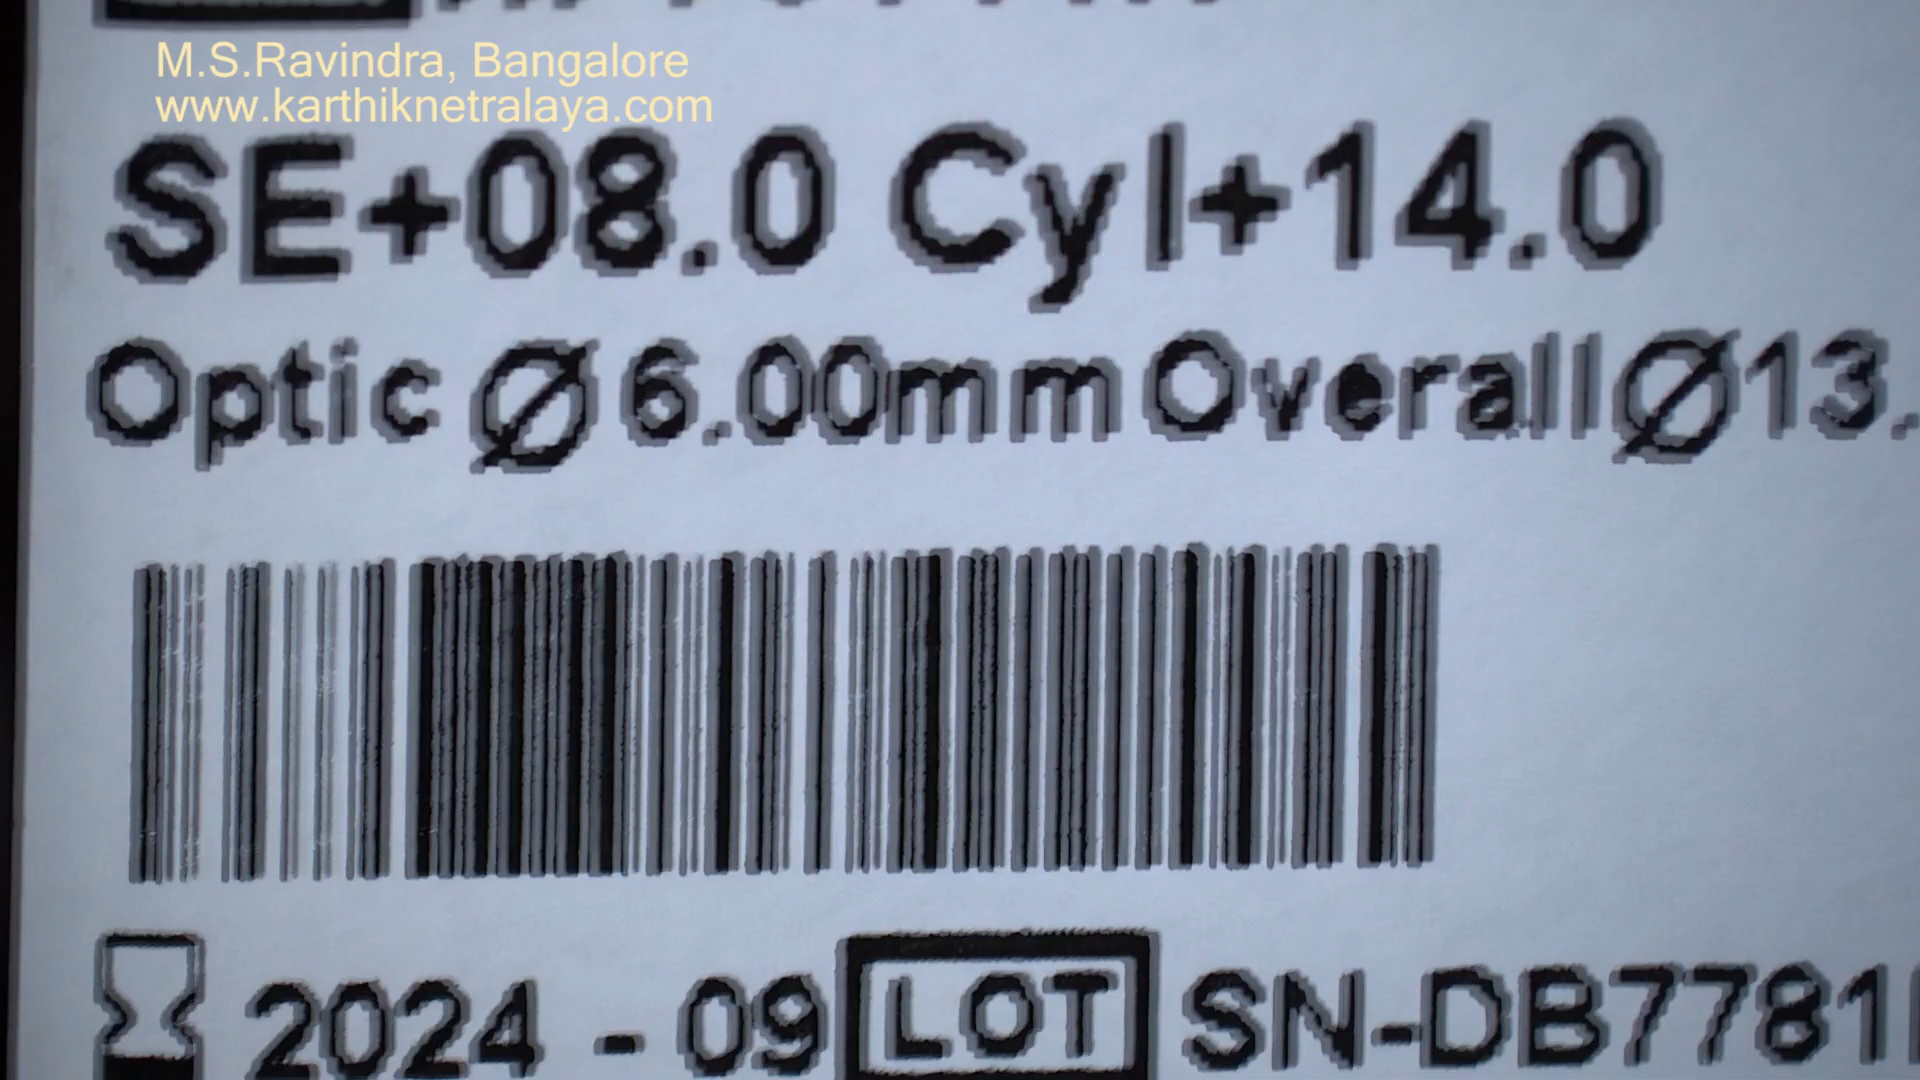 M.S.Ravindra, Bangalore
www.karthiknetralaya.com
SE+08.0 Cyl+14.0
Optic Ø 6.00mm Overall Ø13.
2024 - 09 LOT SN-DB7781